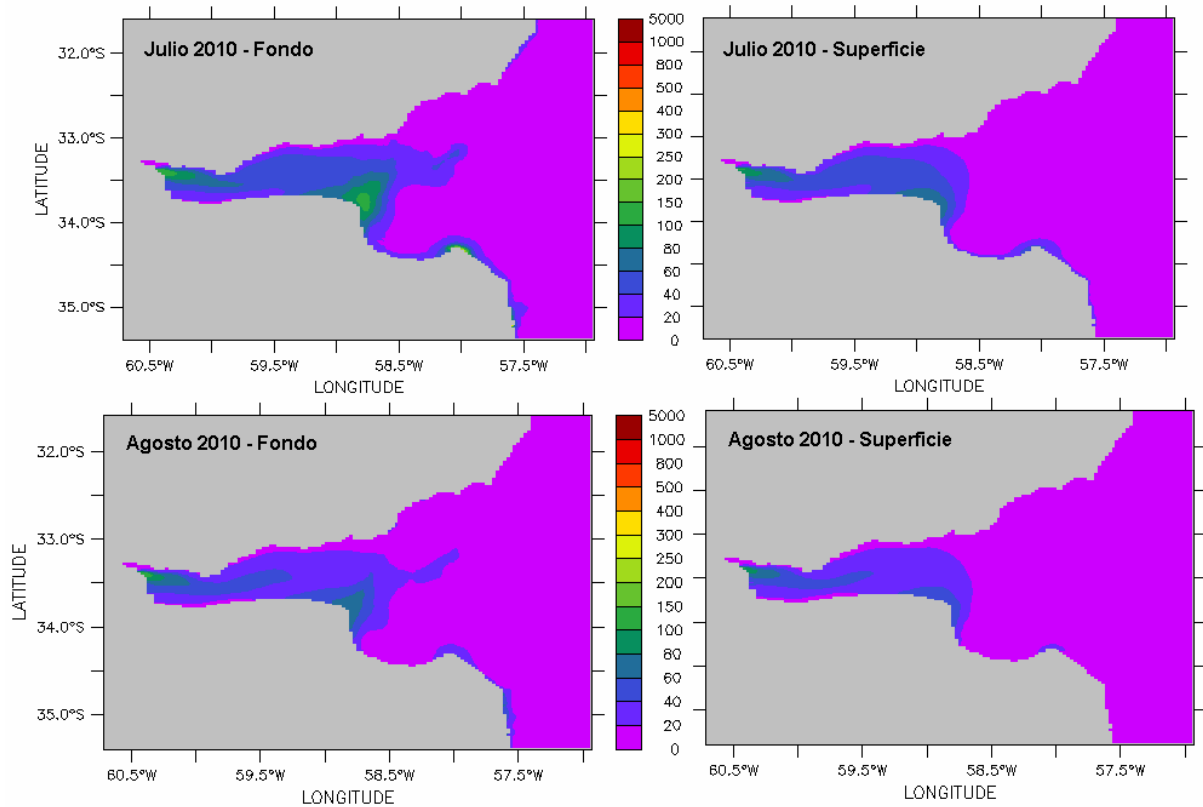 Julio 2010 - Fondo
32.0°S
33.0°S
34.0°S
35.0°S
LATITUDE
60.5°W 59.5°W 58.5°W 57.5°W
LONGITUDE
5000
1000
800
500
400
300
250
200
150
100
80
60
40
20
0
Julio 2010 - Superficie
60.5°W 59.5°W 58.5°W 57.5°W
LONGITUDE
Agosto 2010 - Fondo
32.0°S
33.0°S
34.0°S
35.0°S
LATITUDE
60.5°W 59.5°W 58.5°W 57.5°W
LONGITUDE
5000
1000
800
500
400
300
250
200
150
100
80
60
40
20
0
Agosto 2010 - Superficie
60.5°W 59.5°W 58.5°W 57.5°W
LONGITUDE